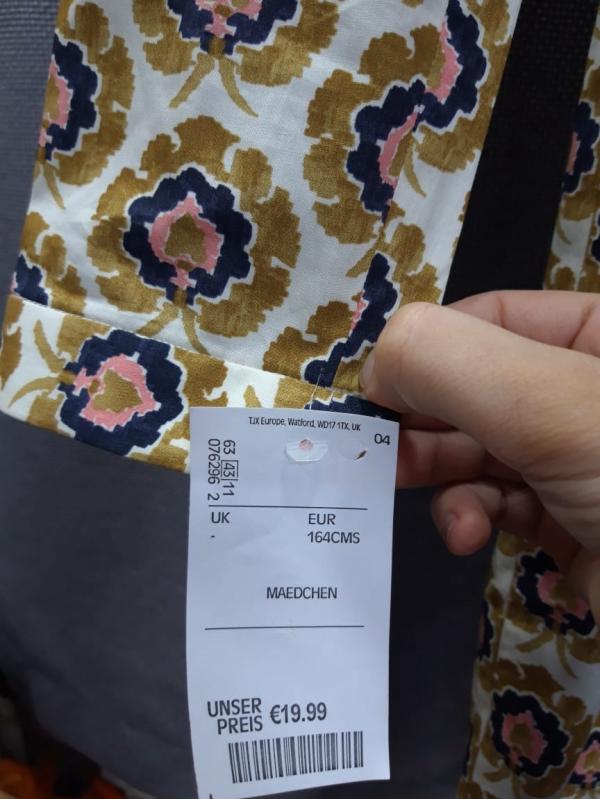 TJX Europe, Watford, WD17 1TX, UK
04
63 43 11
076296 2
UK EUR
- 164CMS
MAEDCHEN
UNSER
PREIS €19.99